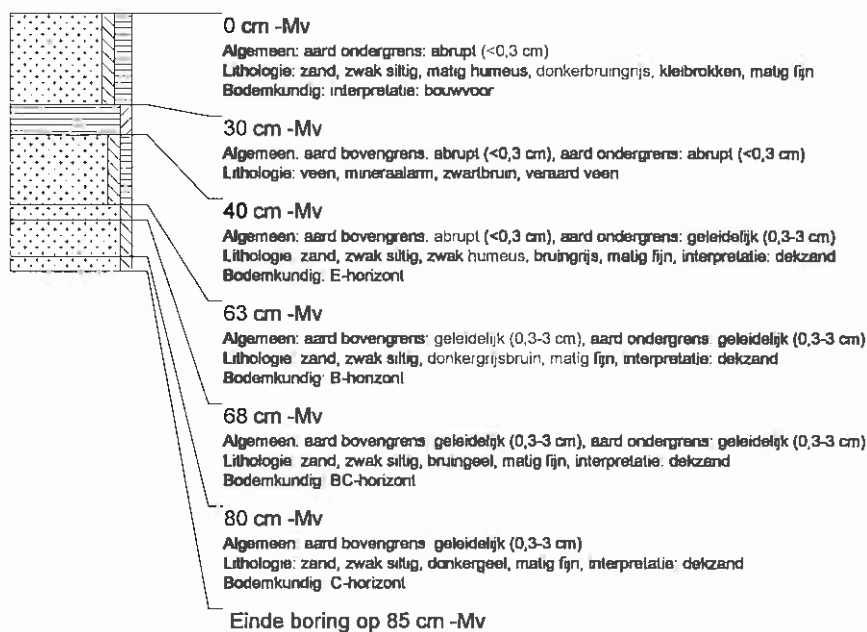 0 cm -Mv
Algemeen: aard ondergrens: abrupt (<0,3 cm)
Lithologie: zand, zwak siltig, matig humeus, donkerbruingrijs, kleibrokken, matig fijn
Bodemkundig: interpretatie: bouwvoor
30 cm -Mv
Algemeen: aard bovengrens: abrupt (<0,3 cm), aard ondergrens: abrupt (<0,3 cm)
Lithologie: veen, mineraalarm, zwartbruin, veraard veen
40 cm -Mv
Algemeen: aard bovengrens: abrupt (<0,3 cm), aard ondergrens: geleidelijk (0,3-3 cm)
Lithologie: zand, zwak siltig, zwak humeus, bruingrijs, matig fijn, interpretatie: dekzand
Bodemkundig: E-horizont
63 cm -Mv
Algemeen: aard bovengrens: geleidelijk (0,3-3 cm), aard ondergrens: geleidelijk (0,3-3 cm)
Lithologie: zand, zwak siltig, donkergrijsbruin, matig fijn, interpretatie: dekzand
Bodemkundig: B-horizont
68 cm -Mv
Algemeen: aard bovengrens: geleidelijk (0,3-3 cm), aard ondergrens: geleidelijk (0,3-3 cm)
Lithologie: zand, zwak siltig, bruingeel, matig fijn, interpretatie: dekzand
Bodemkundig: BC-horizont
80 cm -Mv
Algemeen: aard bovengrens: geleidelijk (0,3-3 cm)
Lithologie: zand, zwak siltig, donkergeel, matig fijn, interpretatie: dekzand
Bodemkundig: C-horizont
Einde boring op 85 cm -Mv